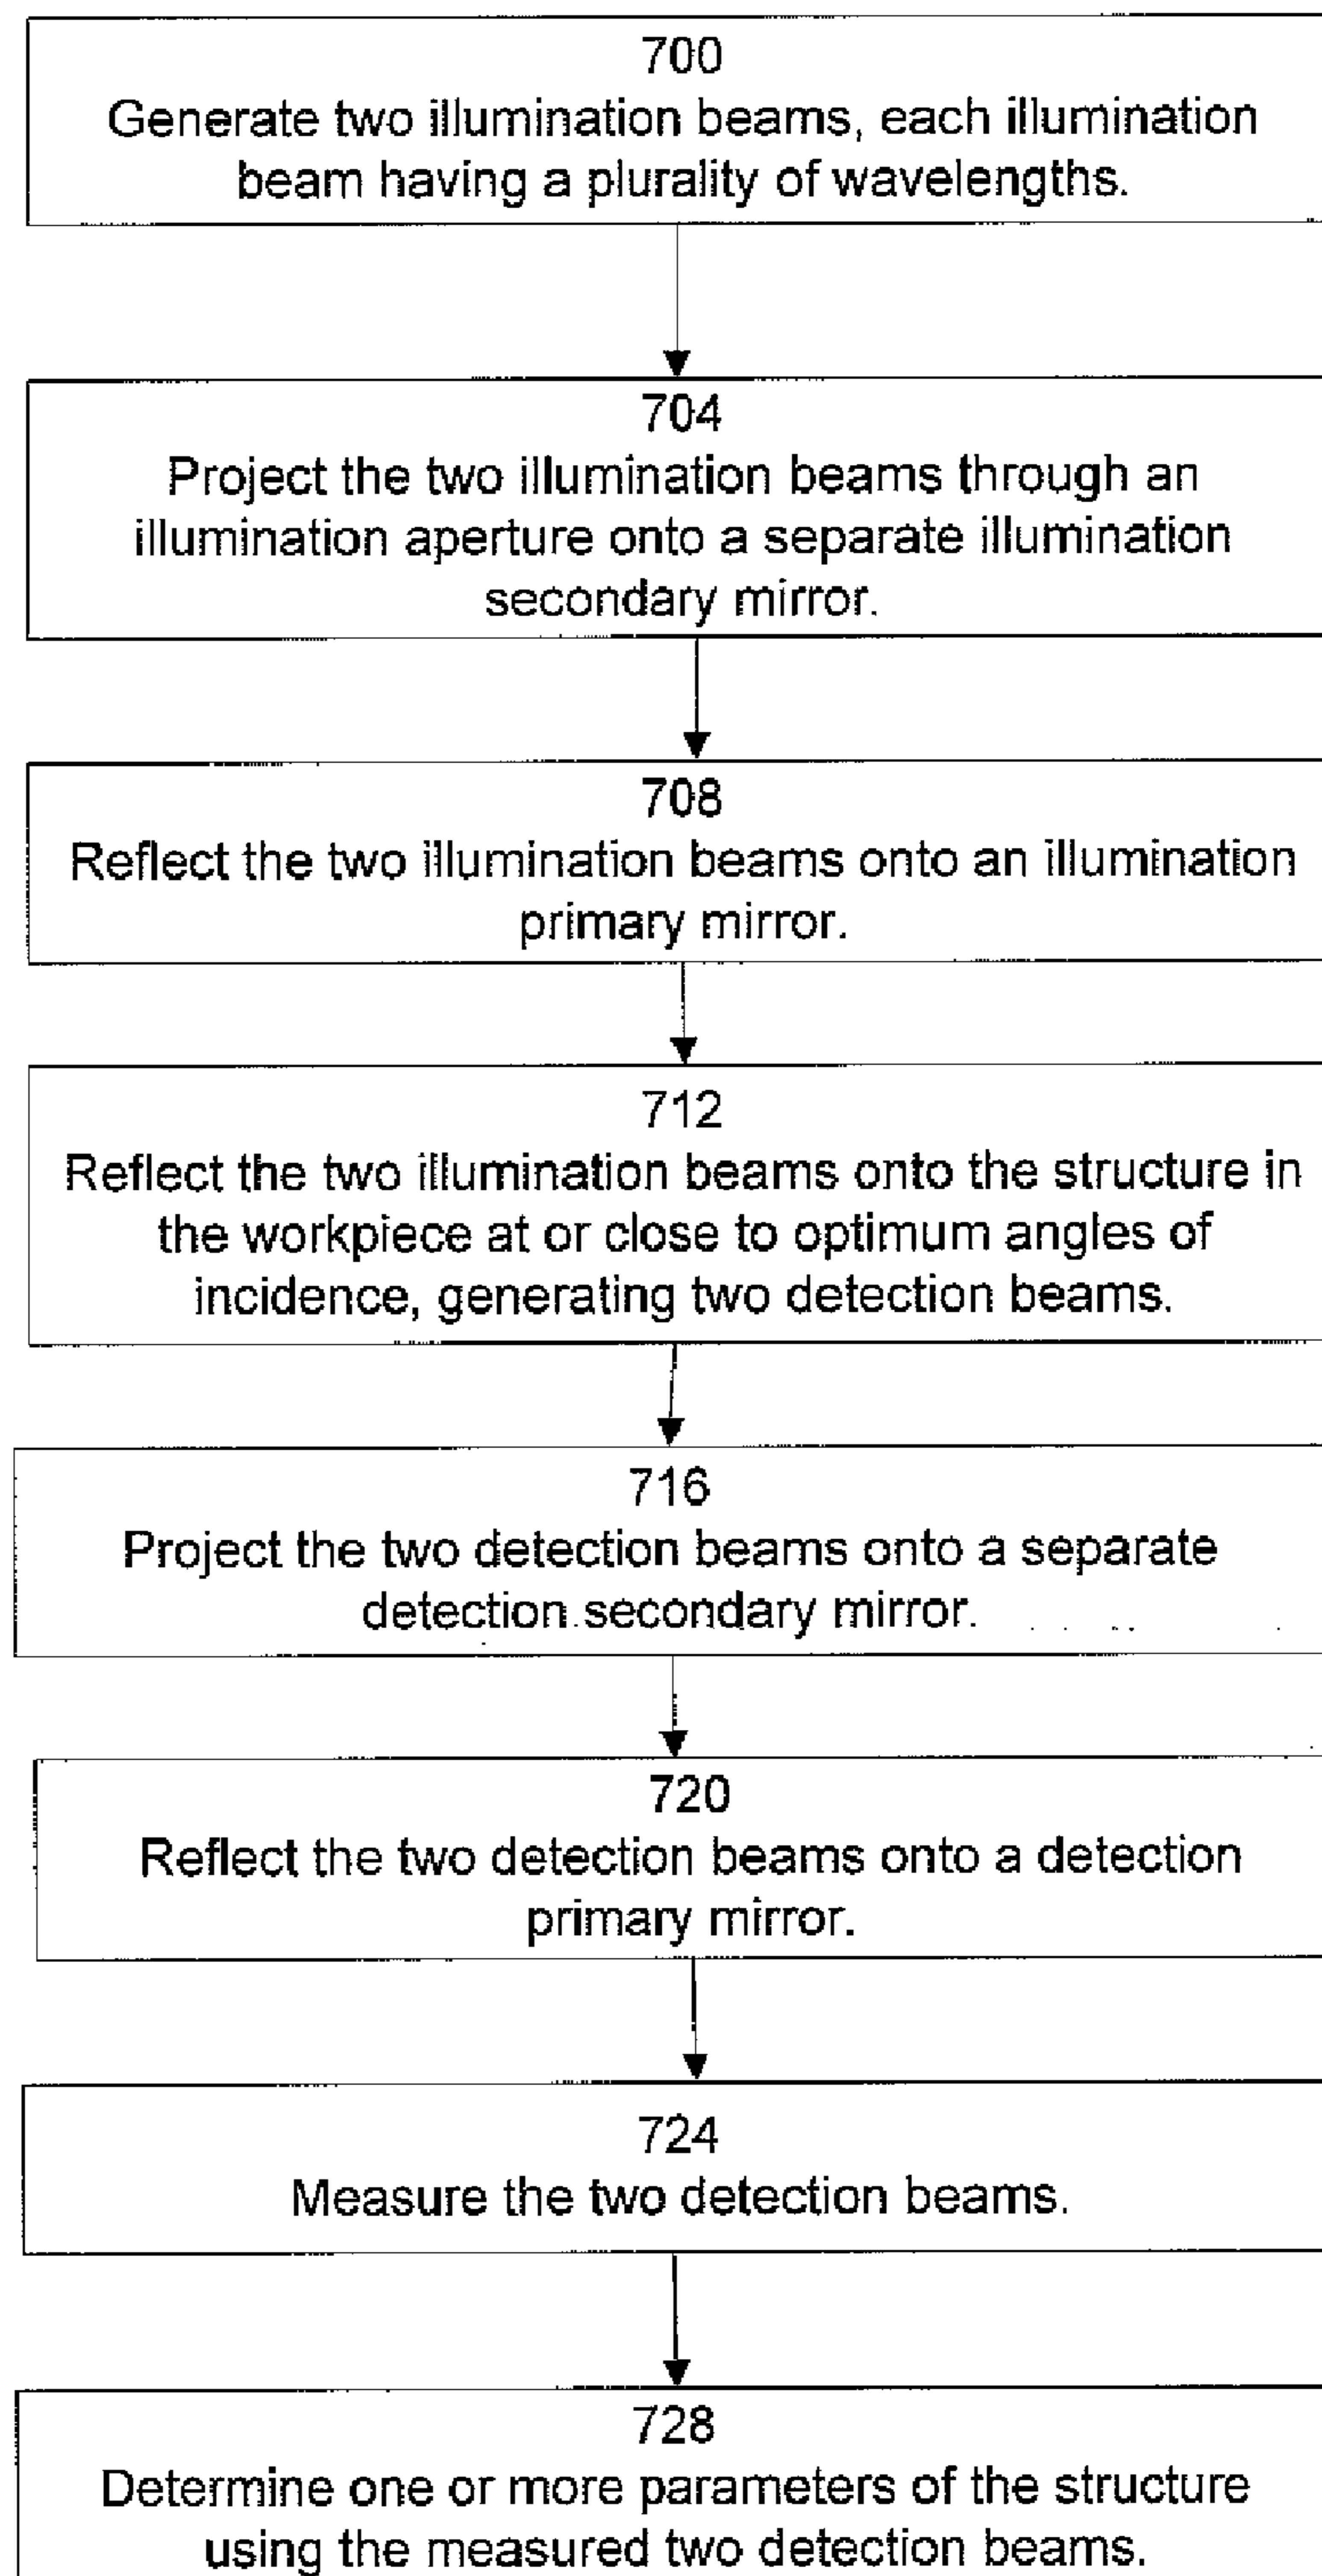 700
Generate two illumination beams, each illumination
beam having a plurality of wavelengths.
704
Project the two illumination beams through an
illumination aperture onto a separate illumination
secondary mirror.
708
Reflect the two illumination beams onto an illumination
primary mirror.
712
Reflect the two illumination beams onto the structure in
the workpiece at or close to optimum angles of
incidence, generating two detection beams.
716
Project the two detection beams onto a separate
detection secondary mirror.
720
Reflect the two detection beams onto a detection
primary mirror.
724
Measure the two detection beams.
728
Determine one or more parameters of the structure
using the measured two detection beams.